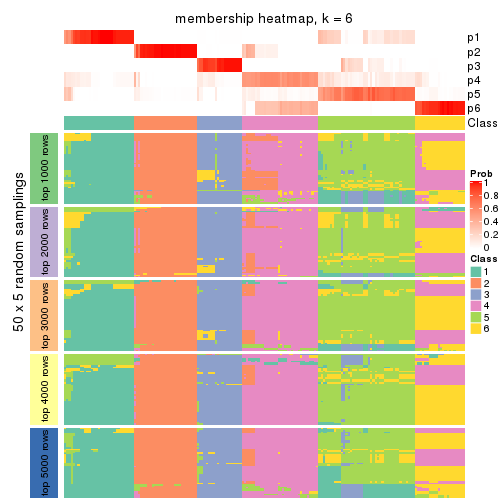 membership heatmap, k = 6
p1
p2
p3
p4
p5
p6
Class
50 x 5 random samplings
top 1000 rows
top 2000 rows
top 3000 rows
top 4000 rows
top 5000 rows
Prob
1
0.8
0.6
0.4
0.2
0
Class
1
2
3
4
5
6